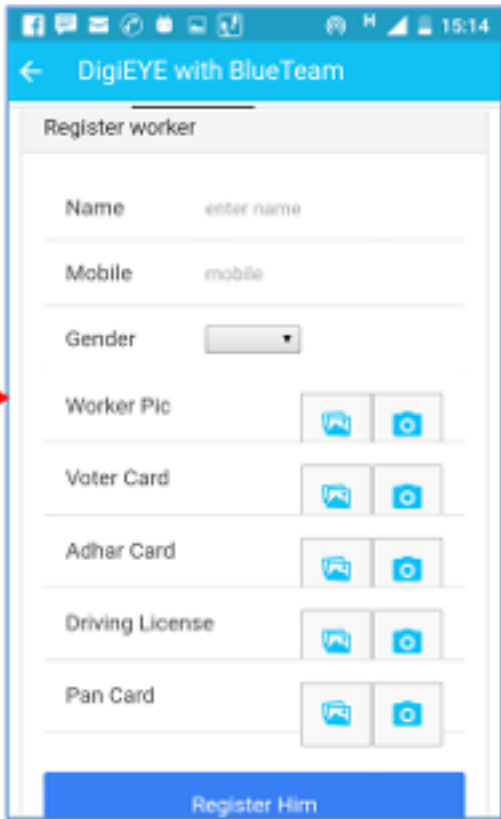 H 15:14
DigiEYE with BlueTeam
Register worker
Name enter name
Mobile mobile
Gender
Worker Pic
Voter Card
Adhar Card
Driving License
Pan Card
Register Him